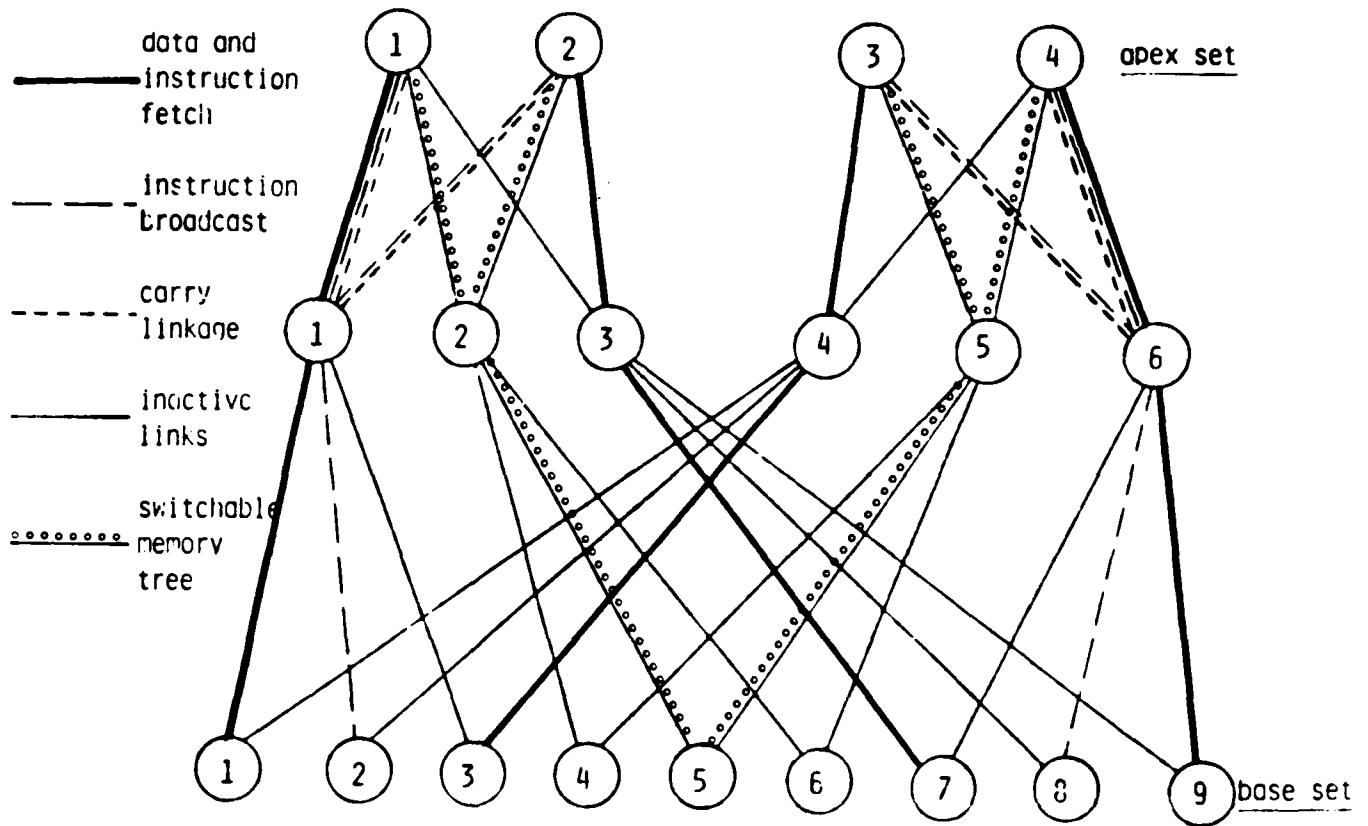 data and
instruction
fetch
instruction
broadcast
carry
linkage
inactive
links
switchable
memory
tree
1
2
3
4
apex set
1
2
3
4
5
6
1
2
3
4
5
6
7
8
9
base set